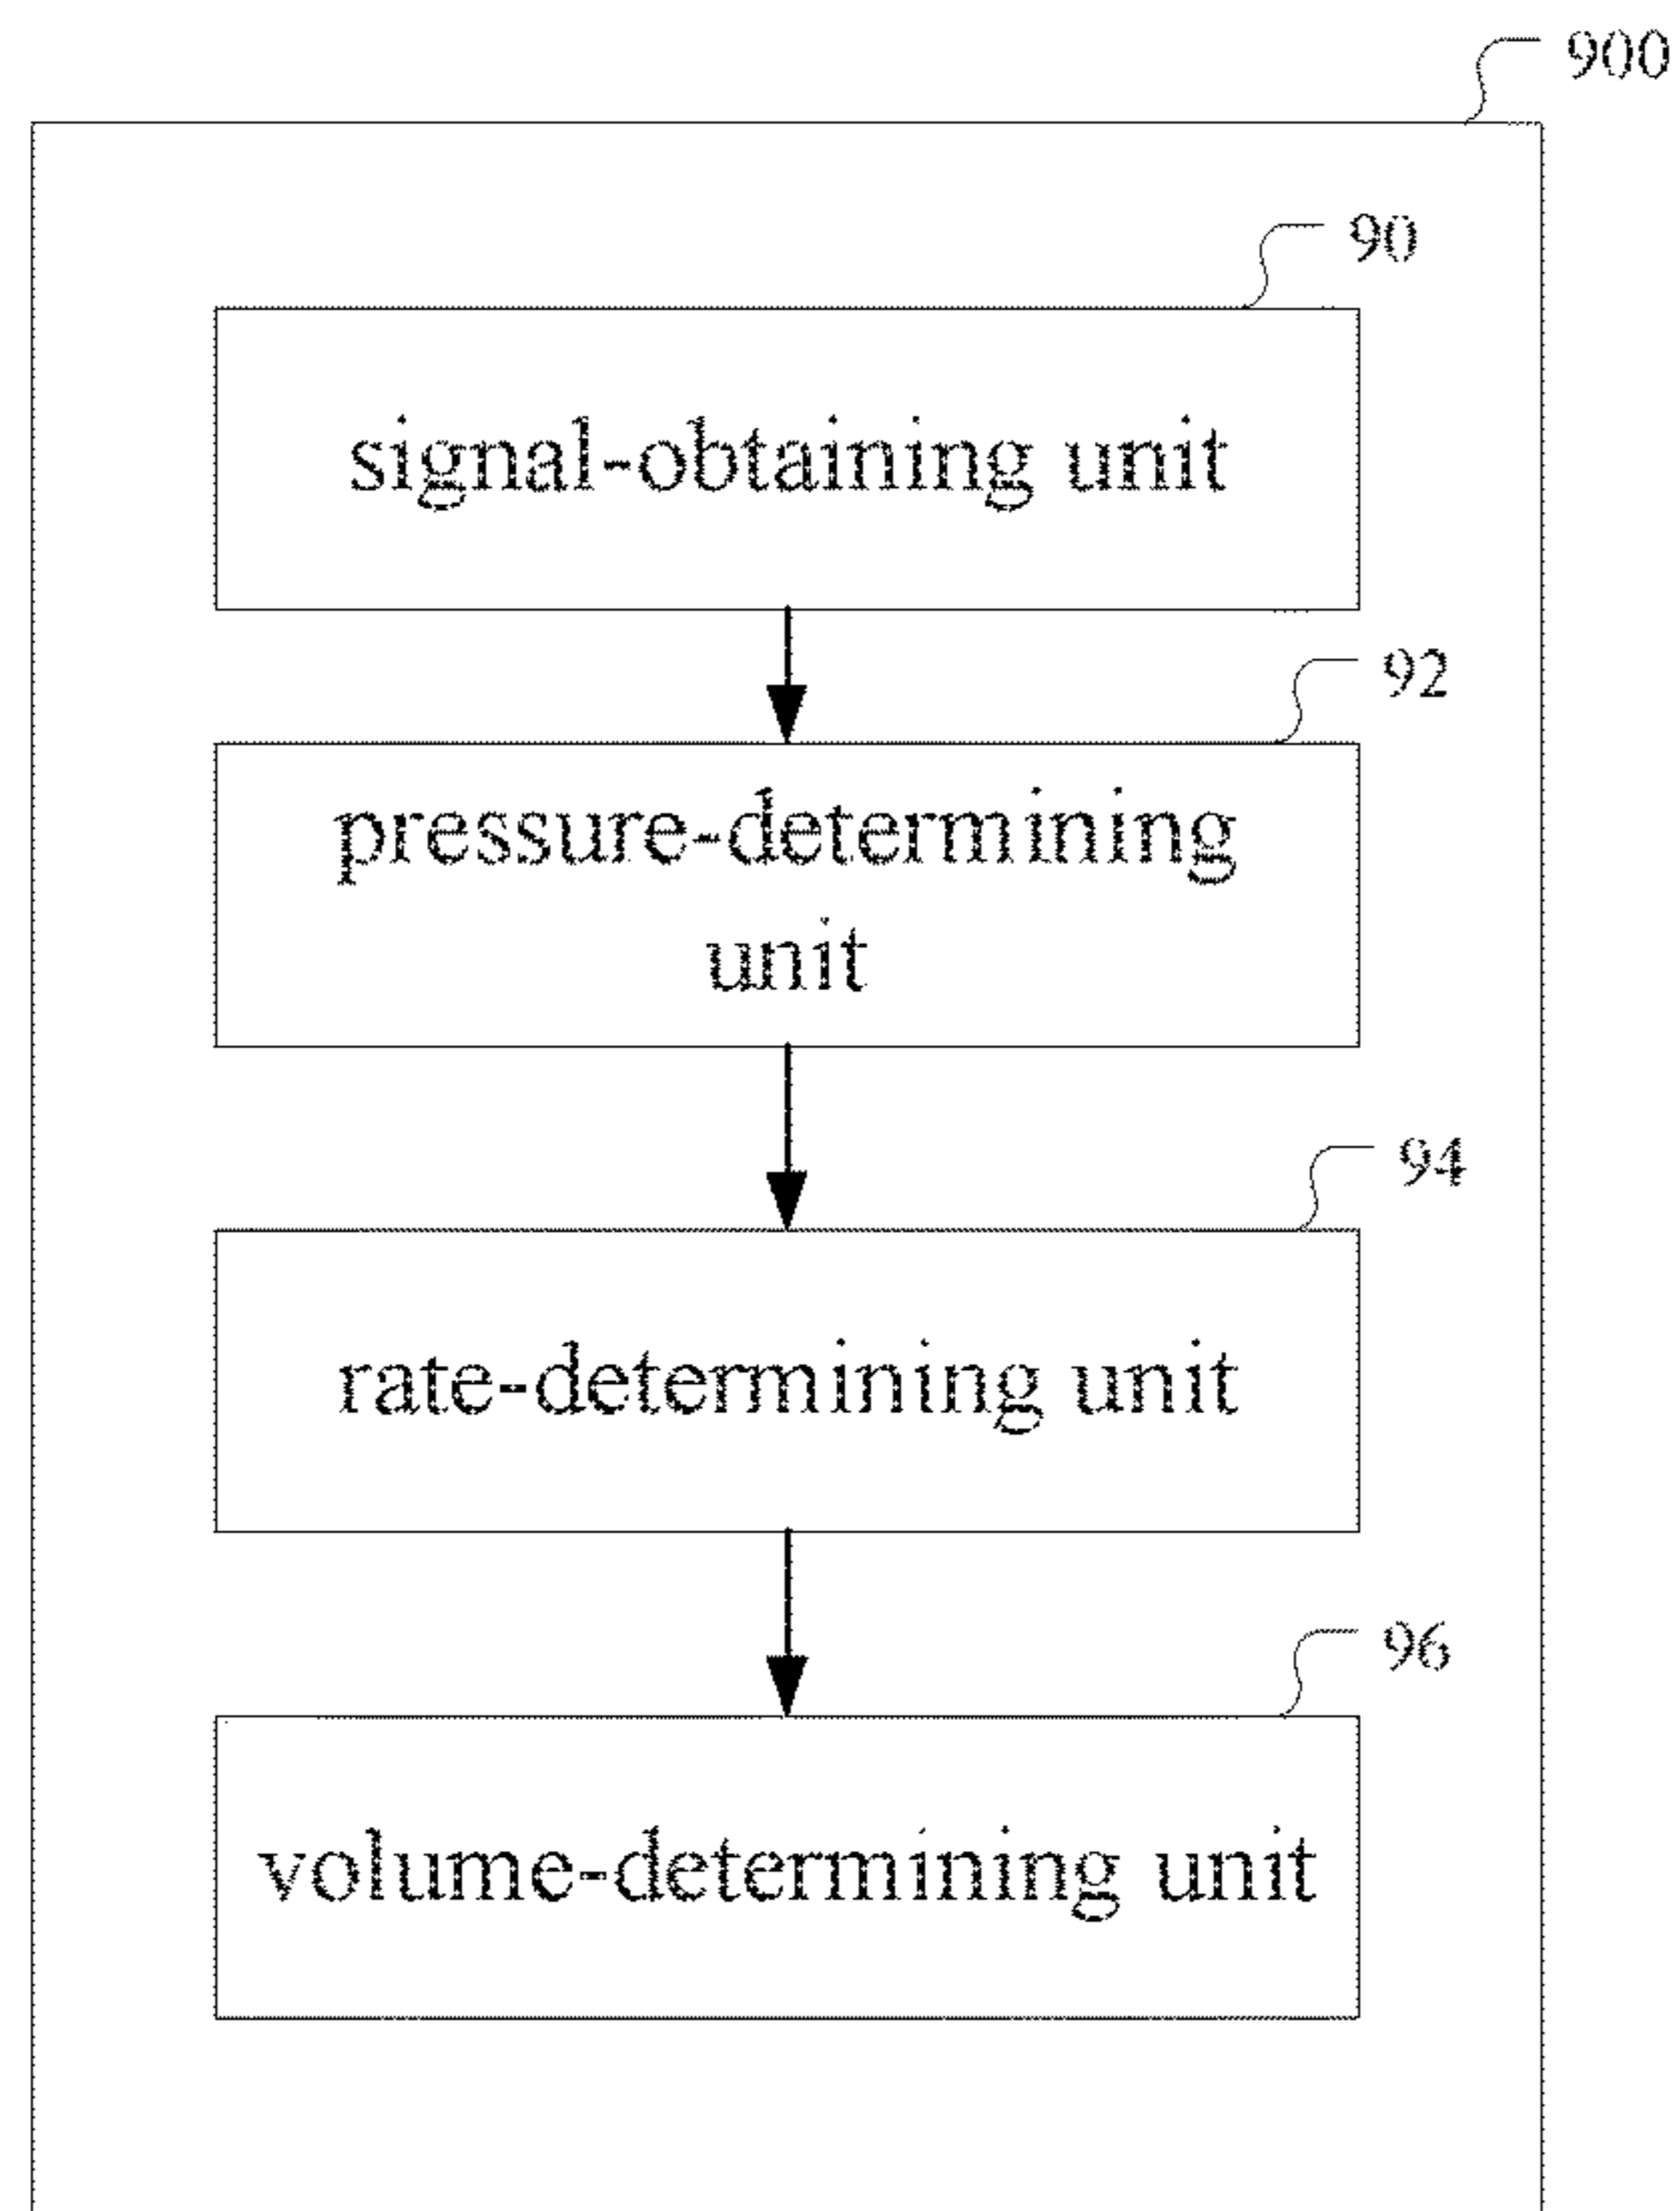 900
90
signal-obtaining unit
92
pressure-determining
unit
94
rate-determining unit
96
volume-determining unit